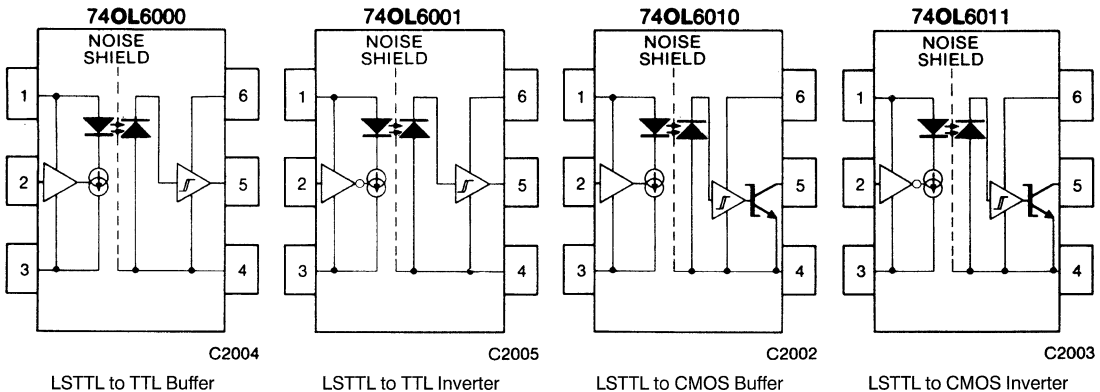 74OL6000
NOISE
SHIELD
1
2
3
6
5
4
C2004
LSTTL to TTL Buffer
74OL6001
NOISE
SHIELD
1
2
3
6
5
4
C2005
LSTTL to TTL Inverter
74OL6010
NOISE
SHIELD
1
2
3
6
5
4
C2002
LSTTL to CMOS Buffer
74OL6011
NOISE
SHIELD
1
2
3
6
5
4
C2003
LSTTL to CMOS Inverter